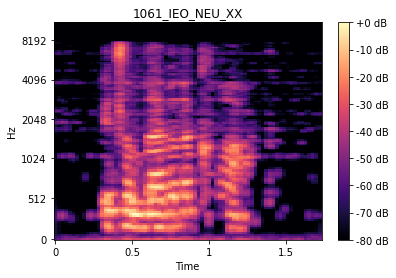 1061_IEO_NEU_XX
8192
4096
2048
1024
512
0
Hz
0
0.5
1
1.5
Time
+0 dB
-10 dB
-20 dB
-30 dB
-40 dB
-50 dB
-60 dB
-70 dB
-80 dB